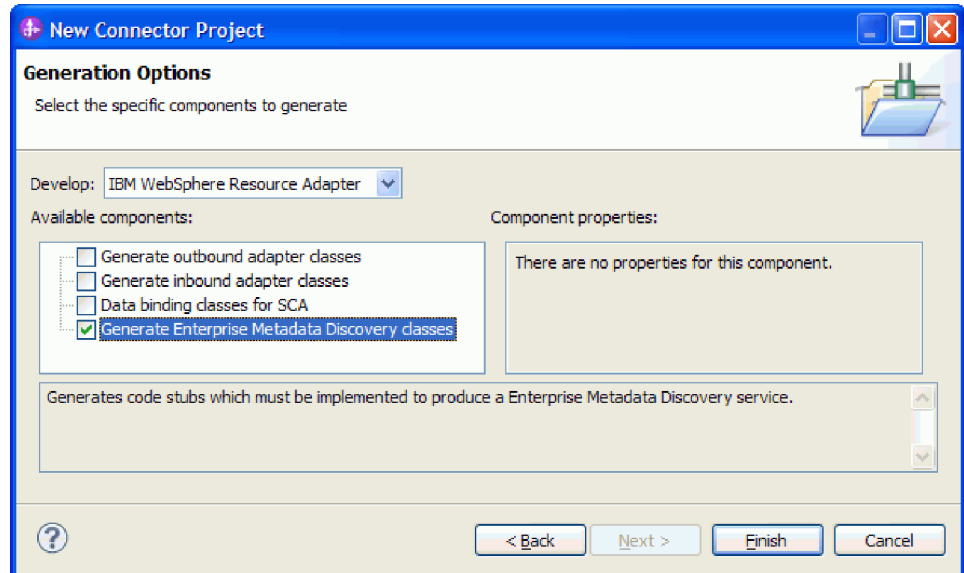 New Connector Project
Generation Options
Select the specific components to generate
Develop: IBM WebSphere Resource Adapter
Available components:
Component properties:
Generate outbound adapter classes
Generate inbound adapter classes
Data binding classes for SCA
Generate Enterprise Metadata Discovery classes
There are no properties for this component.
Generates code stubs which must be implemented to produce a Enterprise Metadata Discovery service.
? < Back Next > Finish Cancel